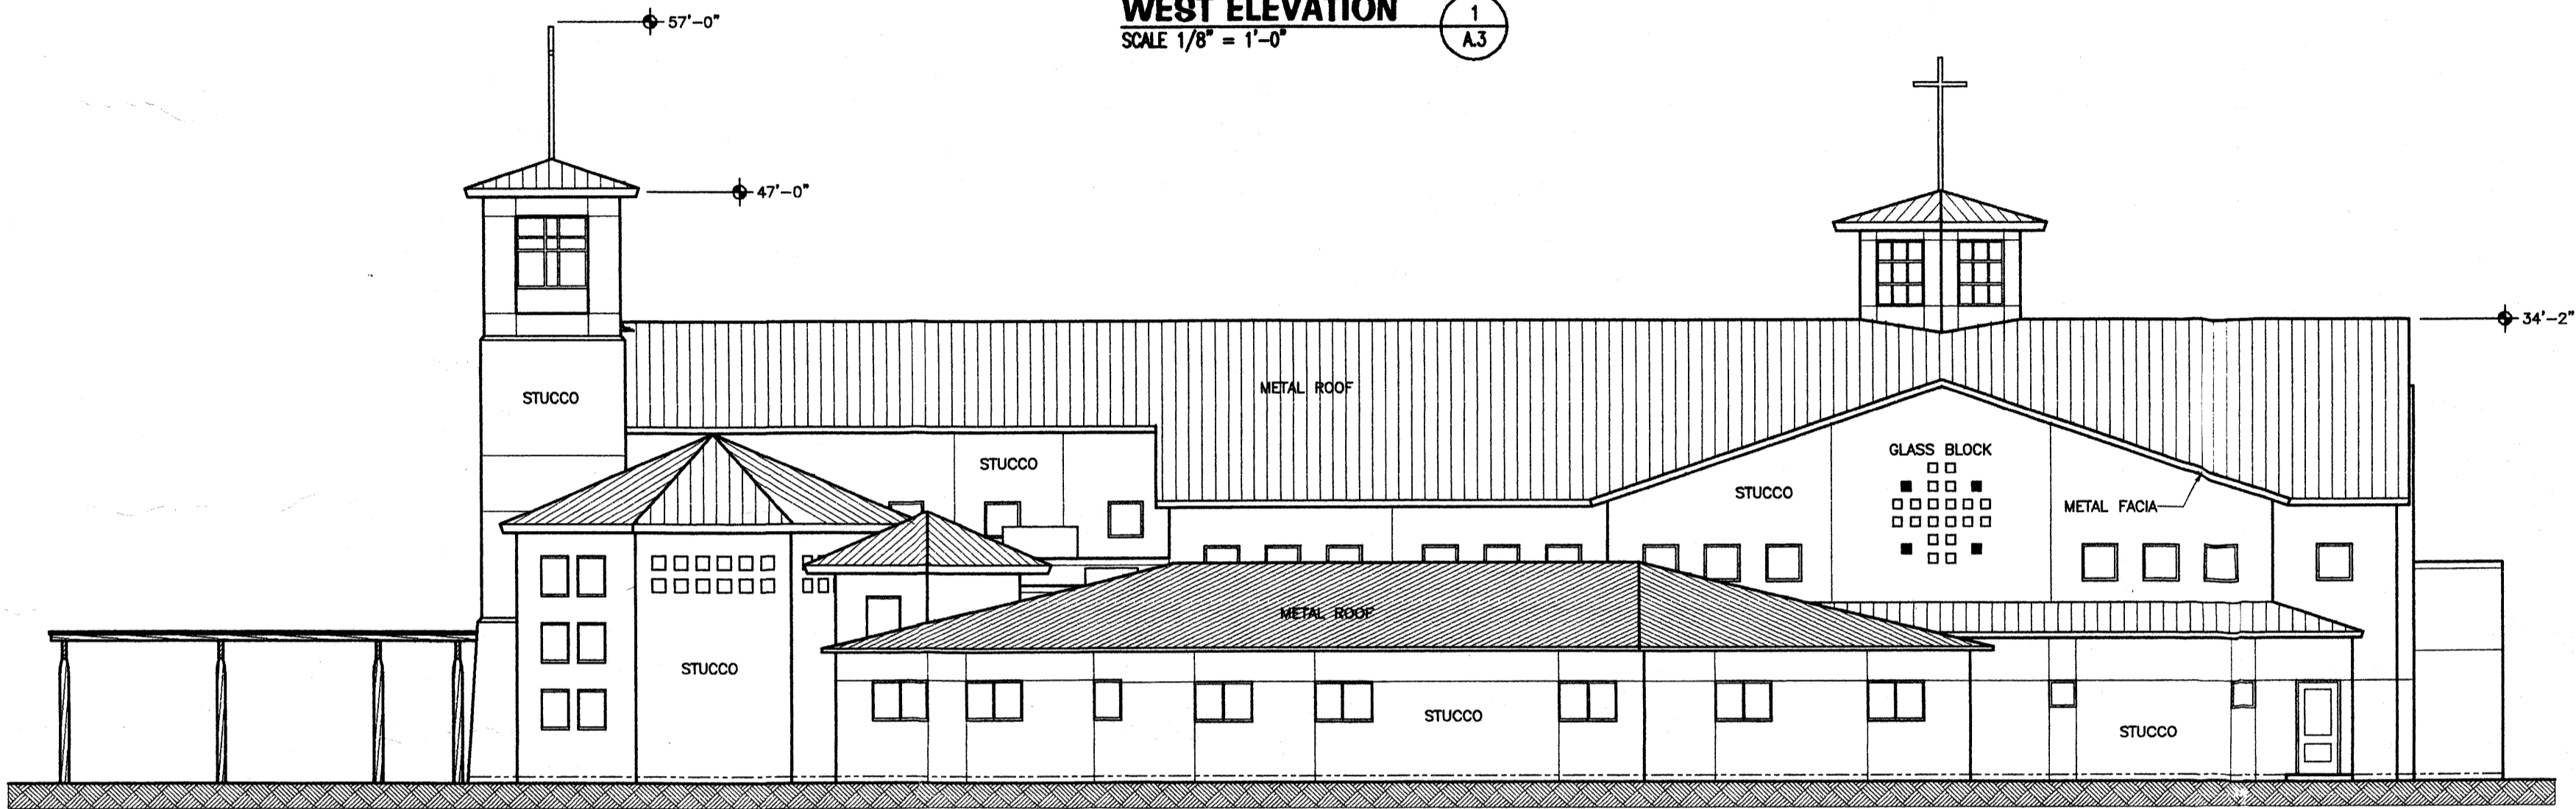 WEST ELEVATION
SCALE 1/8" = 1'-0"
1
A.3
57'-0"
47'-0"
34'-2"
STUCCO
METAL ROOF
STUCCO
GLASS BLOCK
STUCCO
METAL FACIA
METAL ROOF
STUCCO
STUCCO
STUCCO